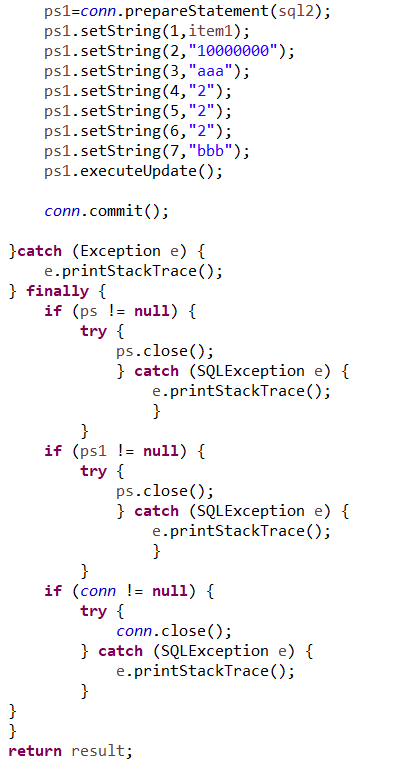 ps1=conn.prepareStatement(sql2);
ps1.setString(1,item1);
ps1.setString(2,"10000000");
ps1.setString(3,"aaa");
ps1.setString(4,"2");
ps1.setString(5,"2");
ps1.setString(6,"2");
ps1.setString(7,"bbb");
ps1.executeUpdate();
conn.commit();
}catch (Exception e) {
e.printStackTrace();
} finally {
if (ps != null) {
try {
ps.close();
} catch (SQLException e) {
e.printStackTrace();
}
}
if (ps1 != null) {
try {
ps.close();
} catch (SQLException e) {
e.printStackTrace();
}
}
if (conn != null) {
try {
conn.close();
} catch (SQLException e) {
e.printStackTrace();
}
}
}
return result;